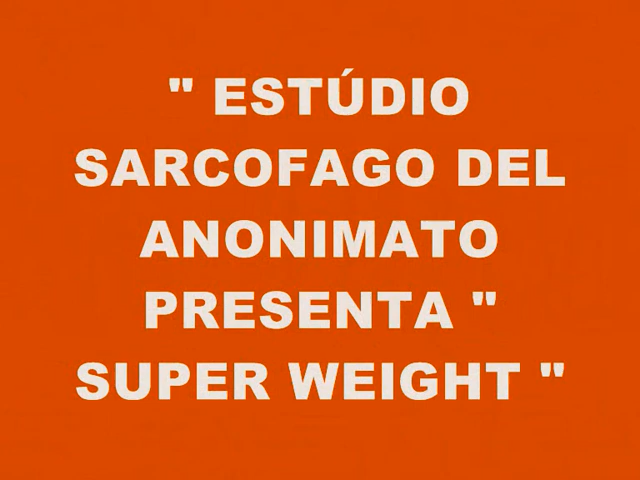 " ESTÚDIO
SARCOFAGO DEL
ANONIMATO
PRESENTA "
SUPER WEIGHT "